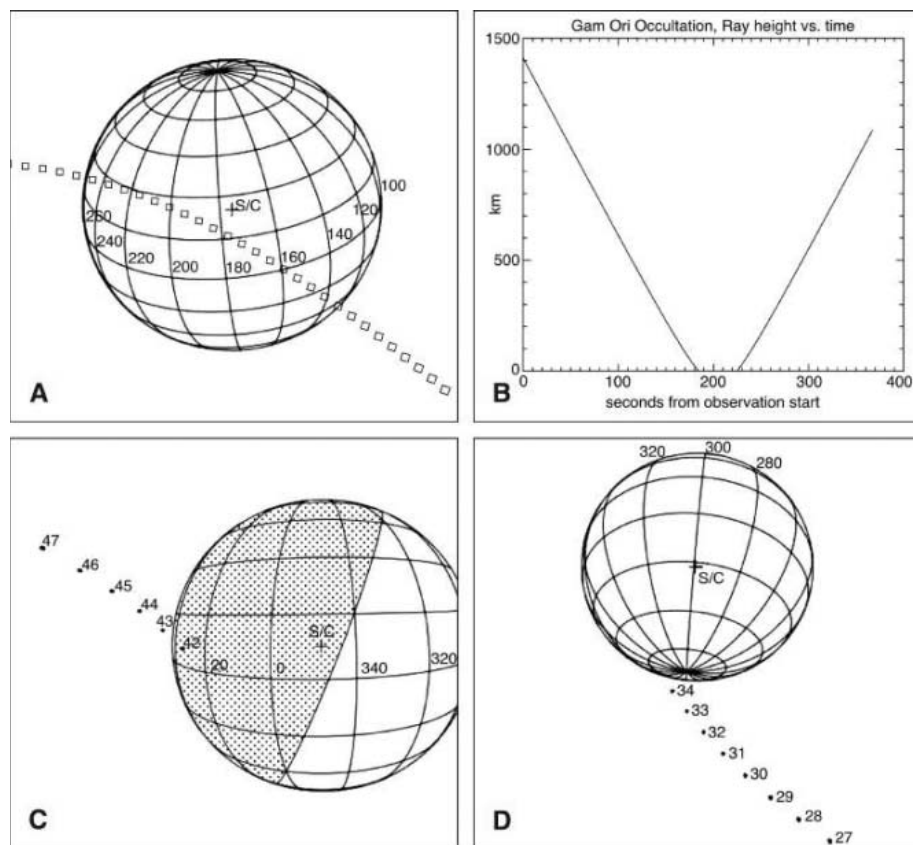 100
120
140
160
180
200
220
240
260
S/C
A
Gam Ori Occultation, Ray height vs. time
1500
1000
500
0
km
0 100 200 300 400
seconds from observation start
B
47
46
45
44
43
42
S/C
20 0 340 320
C
320 300 280
S/C
34
33
32
31
30
29
28
27
D